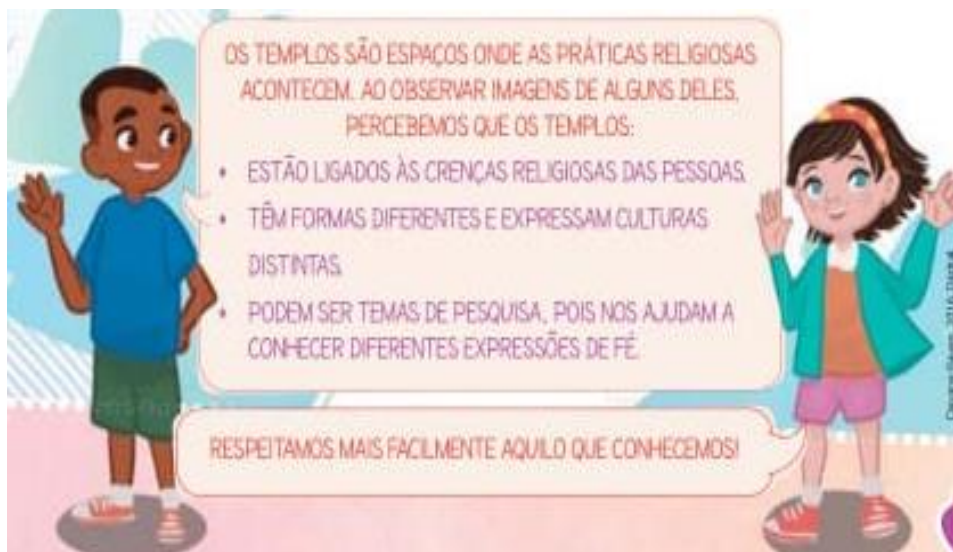 OS TEMPLOS SÃO ESPAÇOS ONDE AS PRÁTICAS RELIGIOSAS
ACONTECEM. AO OBSERVAR IMAGENS DE ALGUNS DELES,
PERCEBEMOS QUE OS TEMPLOS:
• ESTÃO LIGADOS ÀS CRENÇAS RELIGIOSAS DAS PESSOAS.
• TÊM FORMAS DIFERENTES E EXPRESSAM CULTURAS
DISTINTAS.
• PODEM SER TEMAS DE PESQUISA, POIS NOS AJUDAM A
CONHECER DIFERENTES EXPRESSÕES DE FÉ.
RESPEITAMOS MAIS FACILMENTE AQUILO QUE CONHECEMOS!